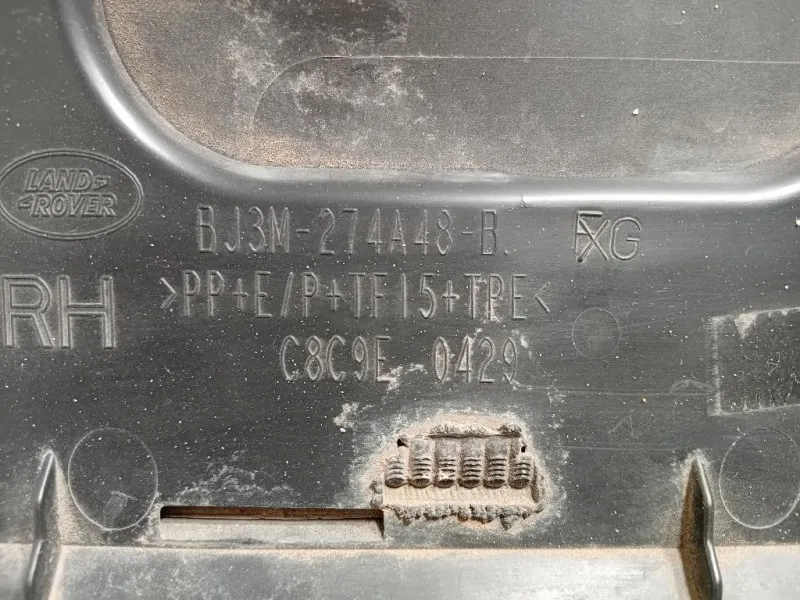 LAND
ROVER
BJ3M-274A48-B. FXG
RH
>PP+E/P+TF15+TPE<
C8C9E 0429